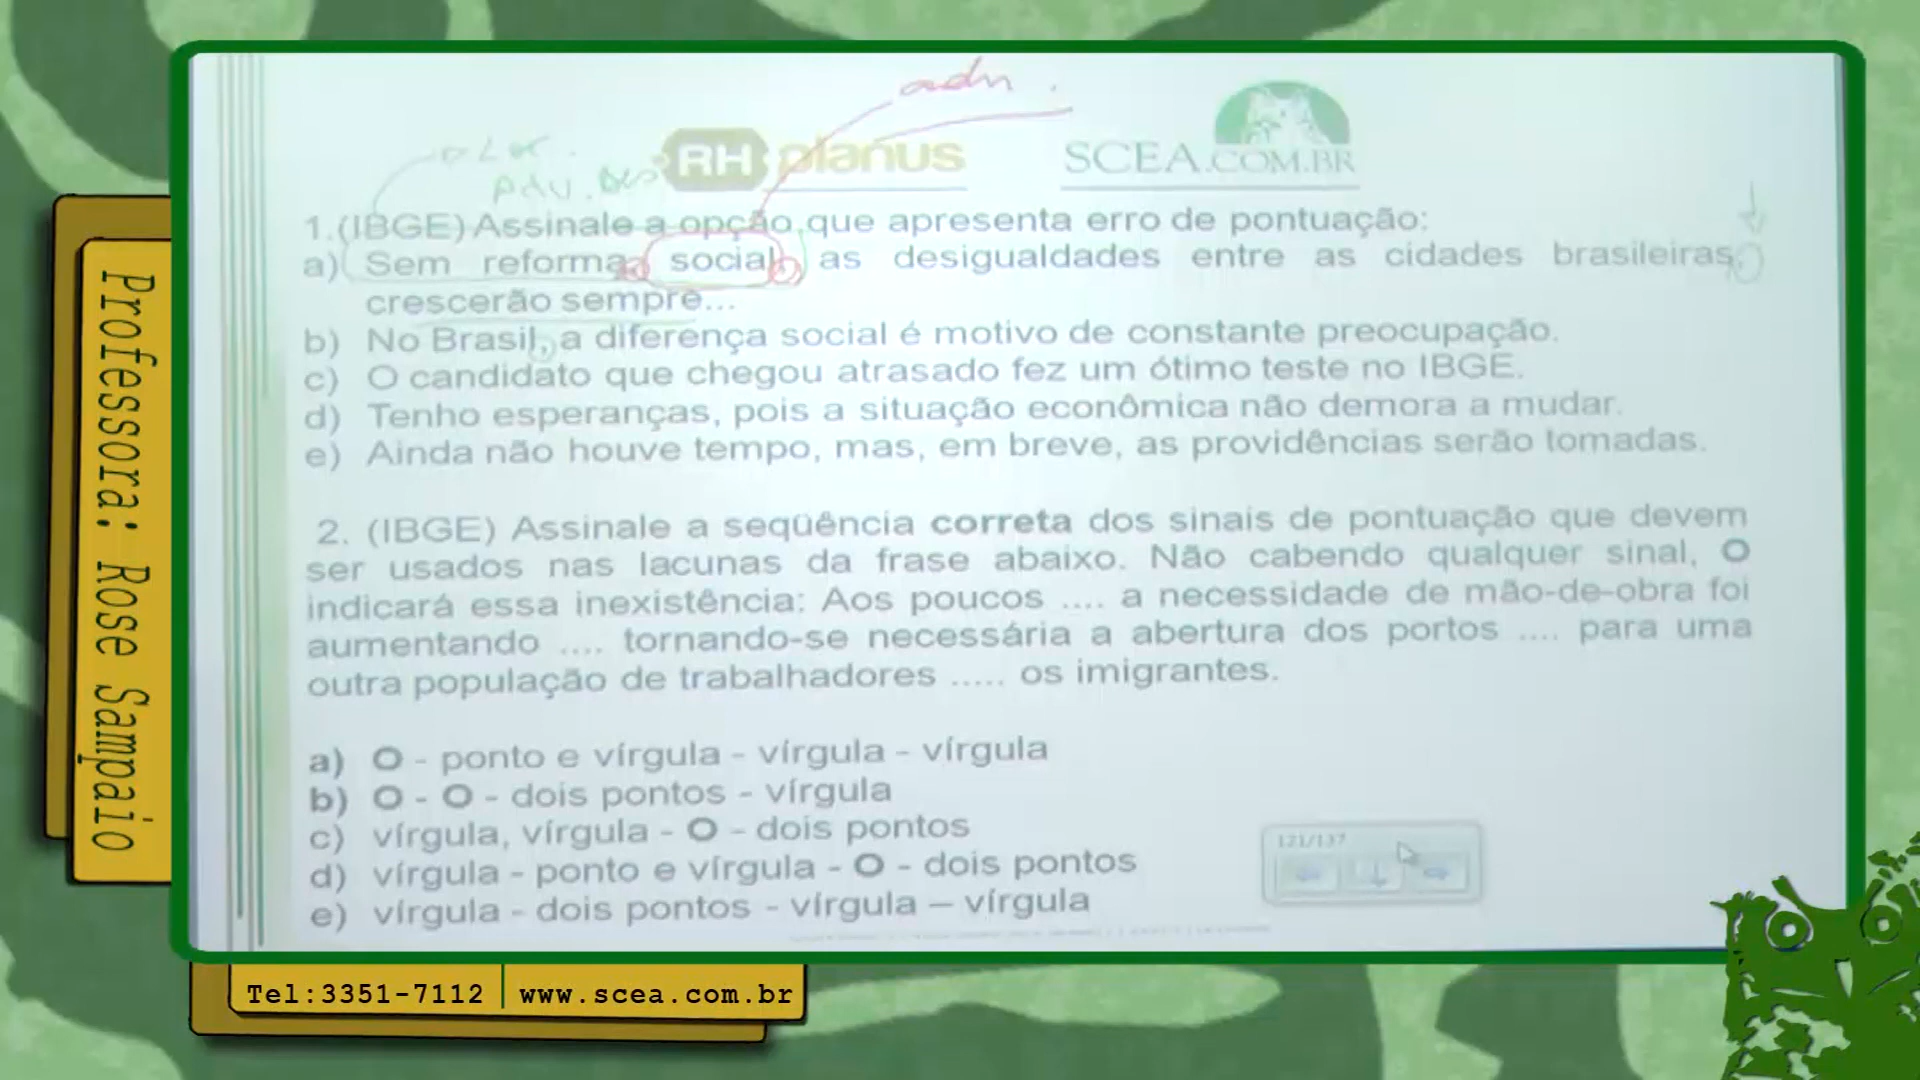 adn.
RH planus
SCEA.COM.BR
1.(IBGE) Assinale a opção que apresenta erro de pontuação:
a) Sem reforma, social, as desigualdades entre as cidades brasileiras,
crescerão sempre...
b) No Brasil, a diferença social é motivo de constante preocupação.
c) O candidato que chegou atrasado fez um ótimo teste no IBGE.
d) Tenho esperanças, pois a situação econômica não demora a mudar.
e) Ainda não houve tempo, mas, em breve, as providências serão tomadas.
2. (IBGE) Assinale a seqüência correta dos sinais de pontuação que devem
ser usados nas lacunas da frase abaixo. Não cabendo qualquer sinal, O
indicará essa inexistência: Aos poucos .... a necessidade de mão-de-obra foi
aumentando .... tornando-se necessária a abertura dos portos .... para uma
outra população de trabalhadores ..... os imigrantes.
a) O - ponto e vírgula - vírgula - vírgula
b) O - O - dois pontos - vírgula
c) vírgula, vírgula - O - dois pontos
d) vírgula - ponto e vírgula - O - dois pontos
e) vírgula - dois pontos - vírgula – vírgula
121/137
Professora: Rose Sampaio
Tel:3351-7112 www.scea.com.br